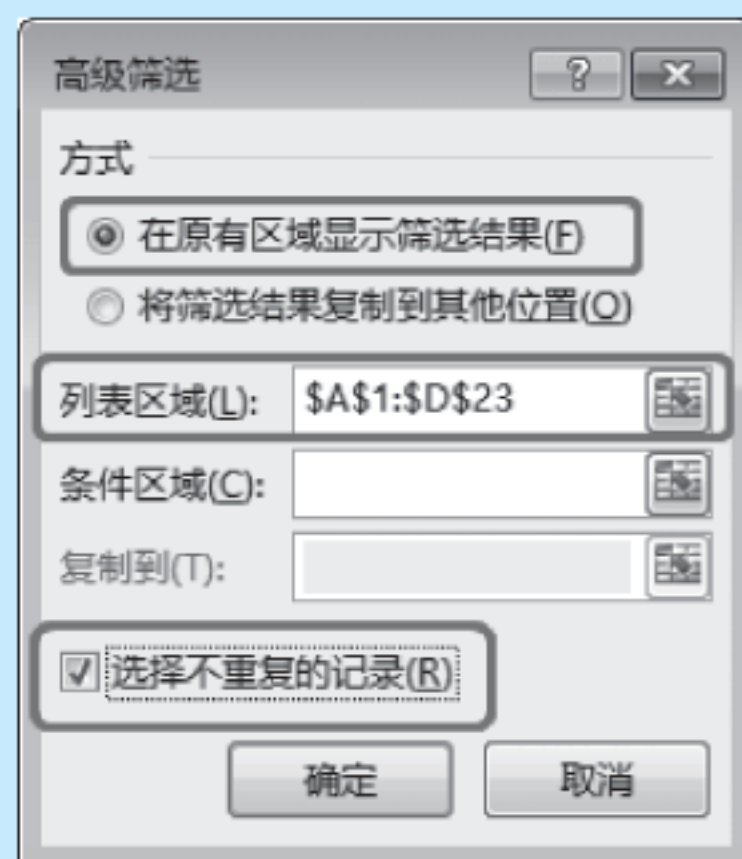 高级筛选
方式
在原有区域显示筛选结果(F)
将筛选结果复制到其他位置(O)
列表区域(L): $A$1:$D$23
条件区域(C):
复制到(T):
选择不重复的记录(R)
确定 取消